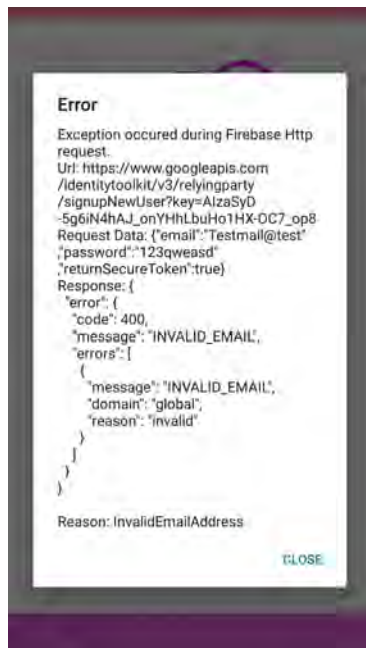 Error
Exception occured during Firebase Http
request.
Url: https://www.googleapis.com
/identitytoolkit/v3/relyingparty
/signupNewUser?key=AIzaSyD
-5g6iN4hAJ_onYHhLbuHo1HX-OC7_op8
Request Data: {"email":"Testmail@test"
,"password":"123qweasd"
,"returnSecureToken":true}
Response: {
"error": {
"code": 400,
"message": "INVALID_EMAIL",
"errors": [
{
"message": "INVALID_EMAIL",
"domain": "global",
"reason": "invalid"
}
]
}
}
Reason: InvalidEmailAddress
CLOSE